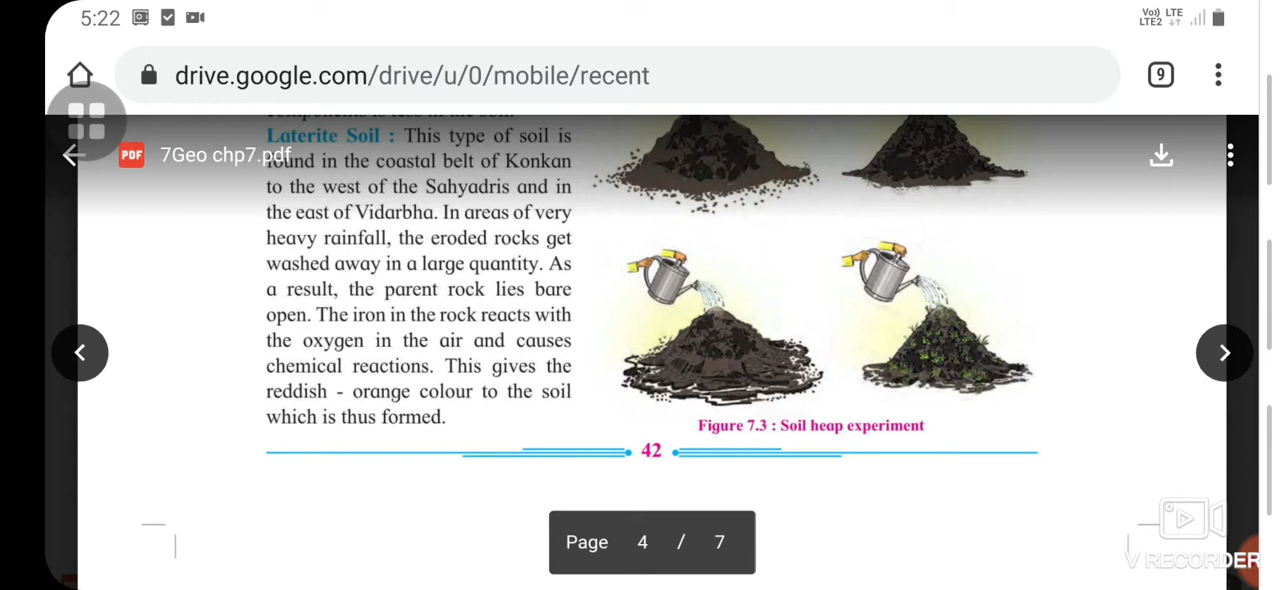 5:22
Vo)) LTE
LTE2
drive.google.com/drive/u/0/mobile/recent
9
PDF 7Geo chp7.pdf
Laterite Soil : This type of soil is
found in the coastal belt of Konkan
to the west of the Sahyadris and in
the east of Vidarbha. In areas of very
heavy rainfall, the eroded rocks get
washed away in a large quantity. As
a result, the parent rock lies bare
open. The iron in the rock reacts with
the oxygen in the air and causes
chemical reactions. This gives the
reddish - orange colour to the soil
which is thus formed.
Figure 7.3 : Soil heap experiment
42
Page 4 / 7
V RECORDER